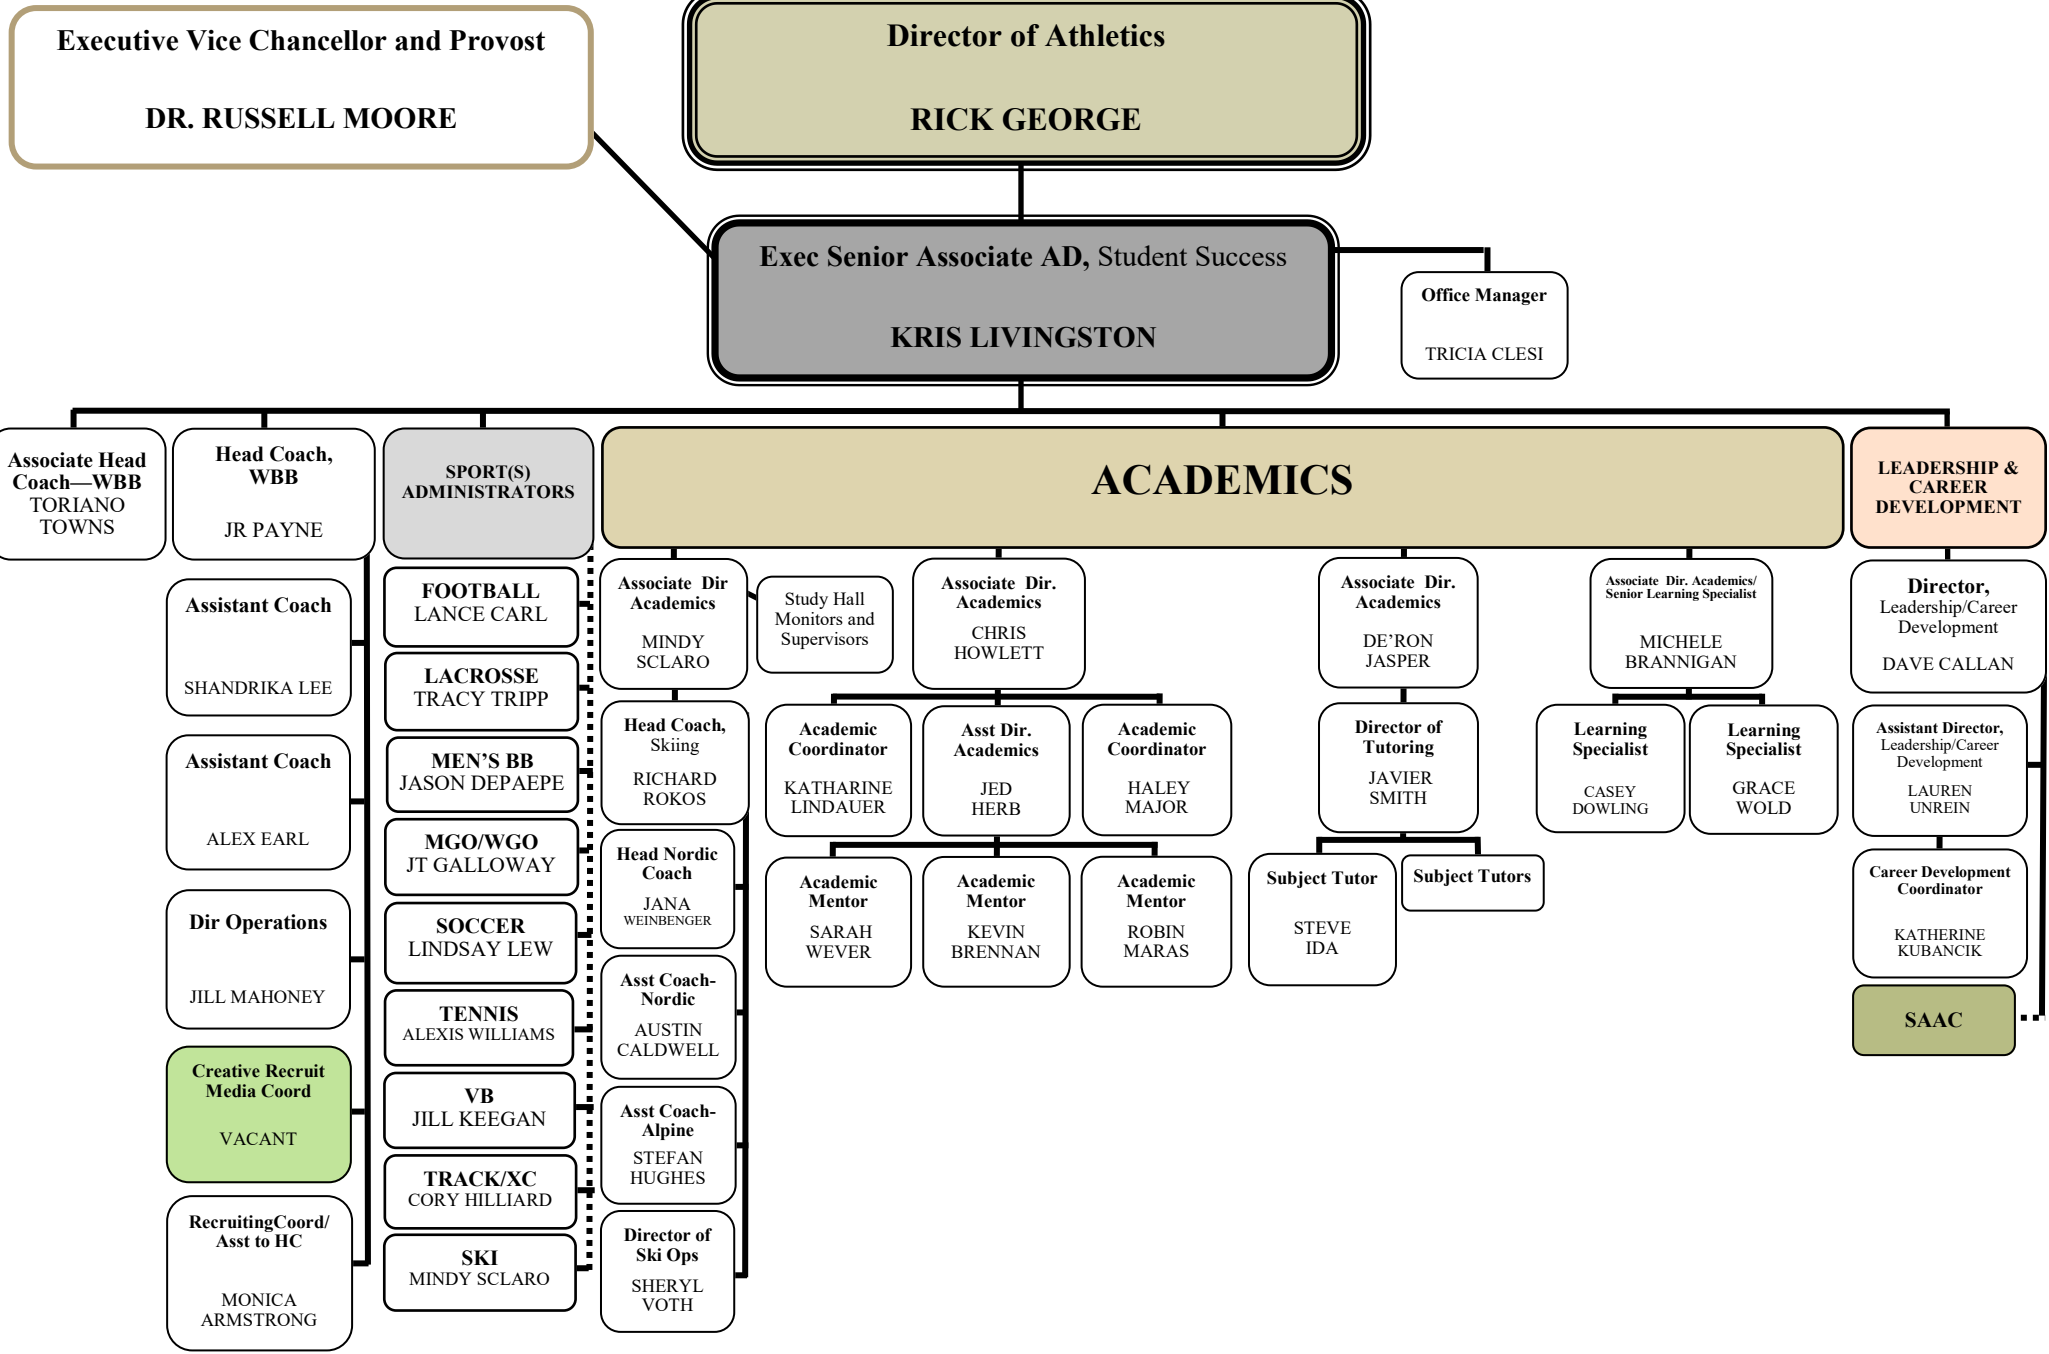 Executive Vice Chancellor and Provost
DR. RUSSELL MOORE
Director of Athletics
RICK GEORGE
Exec Senior Associate AD, Student Success
KRIS LIVINGSTON
Office Manager
TRICIA CLESI
Associate Head
Coach—WBB
TORIANO
TOWNS
Head Coach,
WBB
JR PAYNE
Assistant Coach
SHANDRIKA LEE
Assistant Coach
ALEX EARL
Dir Operations
JILL MAHONEY
Creative Recruit
Media Coord
VACANT
RecruitingCoord/
Asst to HC
MONICA
ARMSTRONG
SPORT(S)
ADMINISTRATORS
FOOTBALL
LANCE CARL
LACROSSE
TRACY TRIPP
MEN'S BB
JASON DEPAEPE
MGO/WGO
JT GALLOWAY
SOCCER
LINDSAY LEW
TENNIS
ALEXIS WILLIAMS
VB
JILL KEEGAN
TRACK/XC
CORY HILLIARD
SKI
MINDY SCLARO
ACADEMICS
Associate Dir
Academics
MINDY
SCLARO
Study Hall
Monitors and
Supervisors
Head Coach,
Skiing
RICHARD
ROKOS
Head Nordic
Coach
JANA
WEINBENGER
Asst Coach-
Nordic
AUSTIN
CALDWELL
Asst Coach-
Alpine
STEFAN
HUGHES
Director of
Ski Ops
SHERYL
VOTH
Associate Dir.
Academics
CHRIS
HOWLETT
Academic
Coordinator
KATHARINE
LINDAUER
Asst Dir.
Academics
JED
HERB
Academic
Coordinator
HALEY
MAJOR
Academic
Mentor
SARAH
WEVER
Academic
Mentor
KEVIN
BRENNAN
Academic
Mentor
ROBIN
MARAS
Associate Dir.
Academics
DE'RON
JASPER
Director of
Tutoring
JAVIER
SMITH
Subject Tutor
STEVE
IDA
Subject Tutors
Associate Dir. Academics/
Senior Learning Specialist
MICHELE
BRANNIGAN
Learning
Specialist
CASEY
DOWLING
Learning
Specialist
GRACE
WOLD
LEADERSHIP &
CAREER
DEVELOPMENT
Director,
Leadership/Career
Development
DAVE CALLAN
Assistant Director,
Leadership/Career
Development
LAUREN
UNREIN
Career Development
Coordinator
KATHERINE
KUBANCIK
SAAC